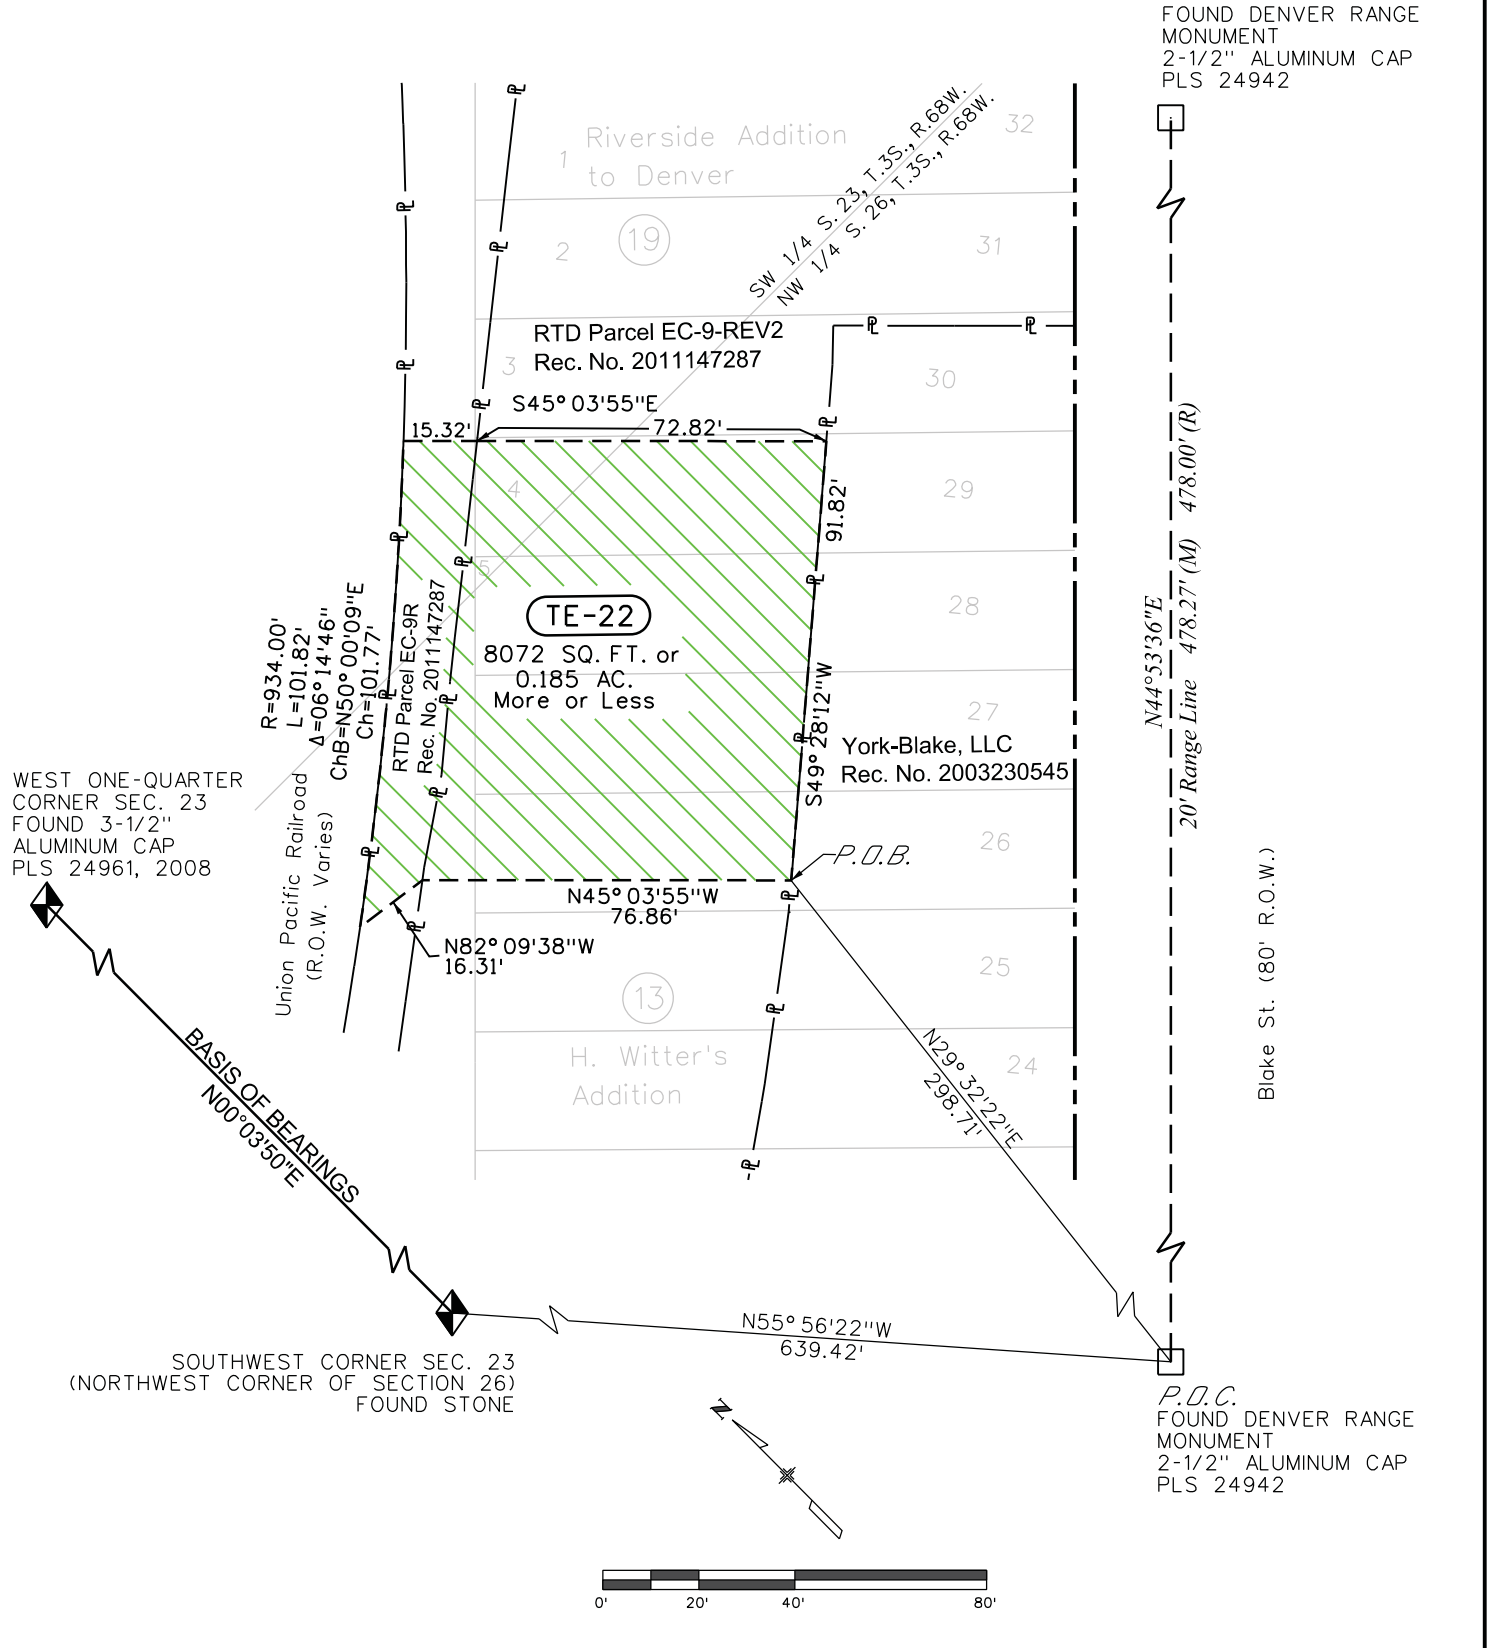 FOUND DENVER RANGE
MONUMENT
2-1/2" ALUMINUM CAP
PLS 24942
Riverside Addition
to Denver
1
2
3
4
5
19
32
31
30
29
28
27
26
25
24
SW 1/4 S. 23, T.3S., R.68W.
NW 1/4 S. 26, T.3S., R.68W.
RTD Parcel EC-9-REV2
Rec. No. 2011147287
S45°03'55"E
15.32'
72.82'
91.82'
S49°28'12"W
TE-22
8072 SQ. FT. or
0.185 AC.
More or Less
R=934.00'
L=101.82'
Δ=06°14'46"
ChB=N50°00'09"E
Ch=101.77'
RTD Parcel EC-9R
Rec. No. 2011147287
York-Blake, LLC
Rec. No. 2003230545
N44°53'36"E
20' Range Line 478.27' (M) 478.00' (R)
Blake St. (80' R.O.W.)
WEST ONE-QUARTER
CORNER SEC. 23
FOUND 3-1/2"
ALUMINUM CAP
PLS 24961, 2008
Union Pacific Railroad
(R.O.W. Varies)
P.O.B.
N45°03'55"W
76.86'
N82°09'38"W
16.31'
13
H. Witter's
Addition
N29°32'22"E
298.71'
BASIS OF BEARINGS
N00°03'50"E
N55°56'22"W
639.42'
SOUTHWEST CORNER SEC. 23
(NORTHWEST CORNER OF SECTION 26)
FOUND STONE
P.O.C.
FOUND DENVER RANGE
MONUMENT
2-1/2" ALUMINUM CAP
PLS 24942
N
0' 20' 40' 80'